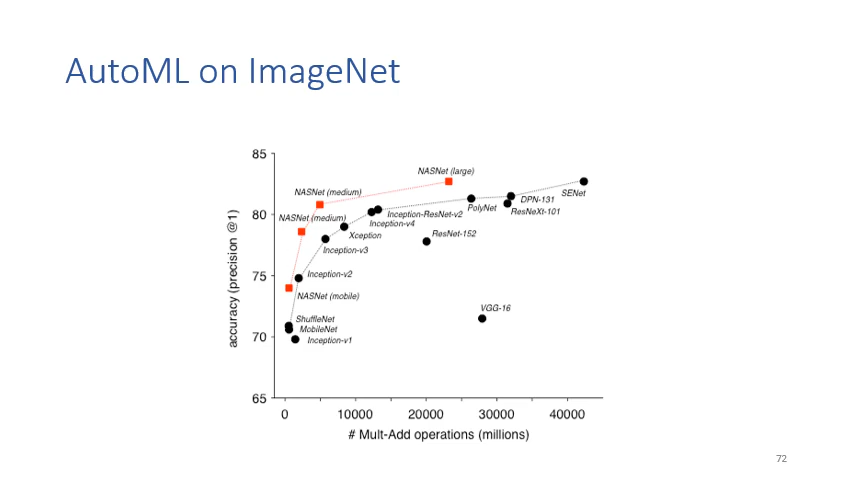 AutoML on ImageNet
85
NASNet (large)
NASNet (medium)
SENet
DPN-131
PolyNet
ResNeXt-101
80
NASNet (medium)
Inception-ResNet-v2
Inception-v4
Xception
ResNet-152
Inception-v3
75
Inception-v2
NASNet (mobile)
VGG-16
ShuffleNet
MobileNet
70
Inception-v1
65
accuracy (precision @1)
0 10000 20000 30000 40000
# Mult-Add operations (millions)
72